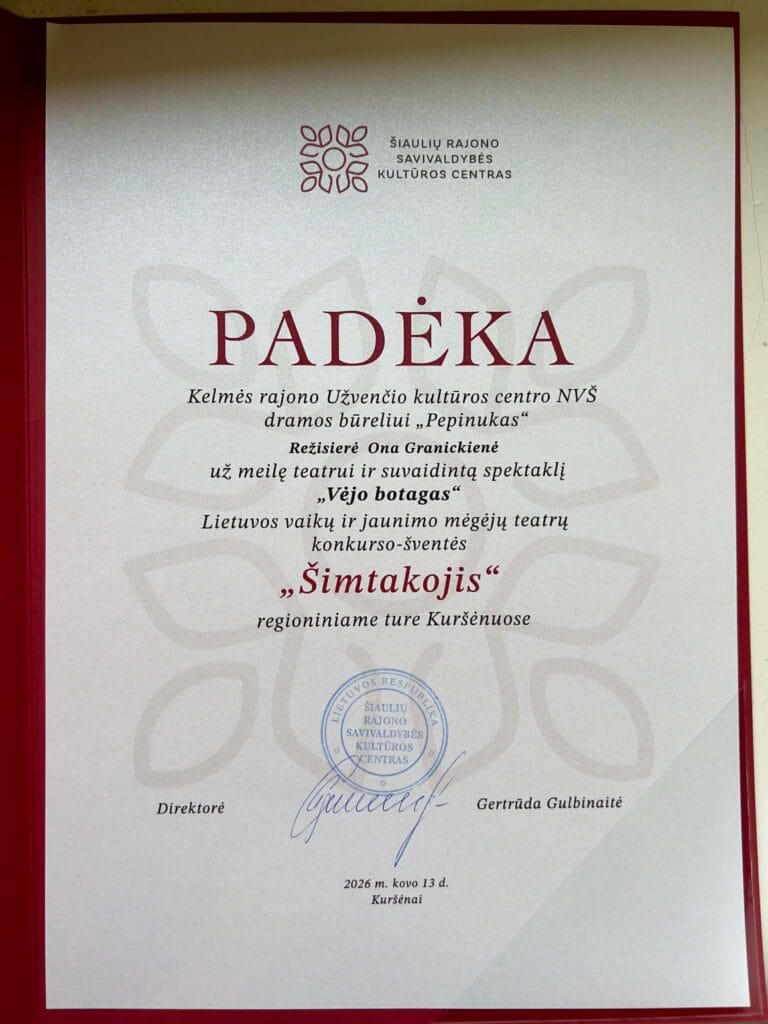 ŠIAULIŲ RAJONO
SAVIVALDYBĖS
KULTŪROS CENTRAS
PADĖKA
Kelmės rajono Užvenčio kultūros centro NVŠ
dramos būreliui „Pepinukas“
Režisierė Ona Granickienė
už meilę teatrui ir suvaidintą spektaklį
„Vėjo botagas“
Lietuvos vaikų ir jaunimo mėgėjų teatrų
konkurso-šventės
„Šimtakojis“
regioniniame ture Kuršėnuose
LIETUVOS RESPUBLIKA
ŠIAULIŲ
RAJONO
SAVIVALDYBĖS
KULTŪROS
CENTRAS
Direktorė
Gertrūda Gulbinaitė
2026 m. kovo 13 d.
Kuršėnai